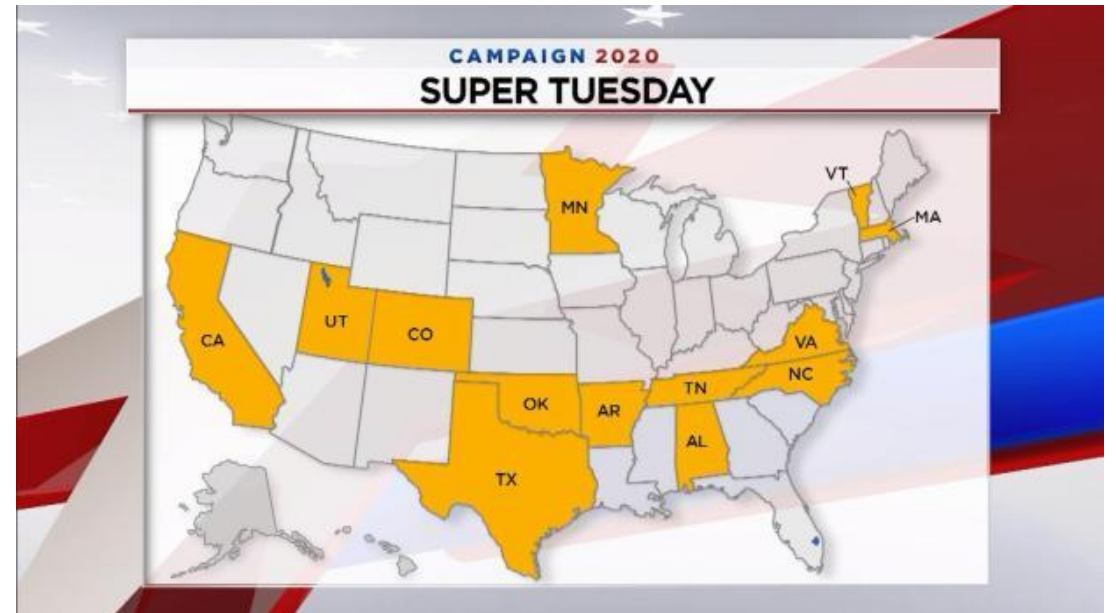 CAMPAIGN 2020
SUPER TUESDAY
MN
VT
MA
CA
UT
CO
VA
NC
TN
OK
AR
AL
TX